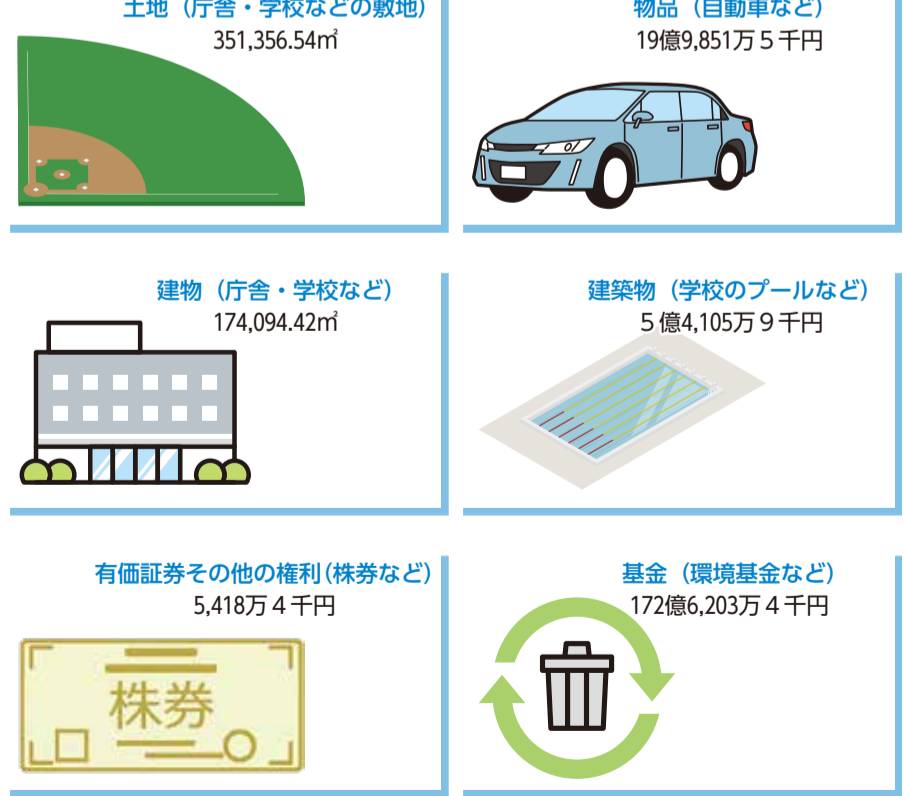 土地（庁舎・学校などの敷地）
351,356.54㎡
物品（自動車など）
19億9,851万５千円
建物（庁舎・学校など）
174,094.42㎡
建築物（学校のプールなど）
５億4,105万９千円
有価証券その他の権利(株券など)
5,418万４千円
株券
基金（環境基金など）
172億6,203万４千円